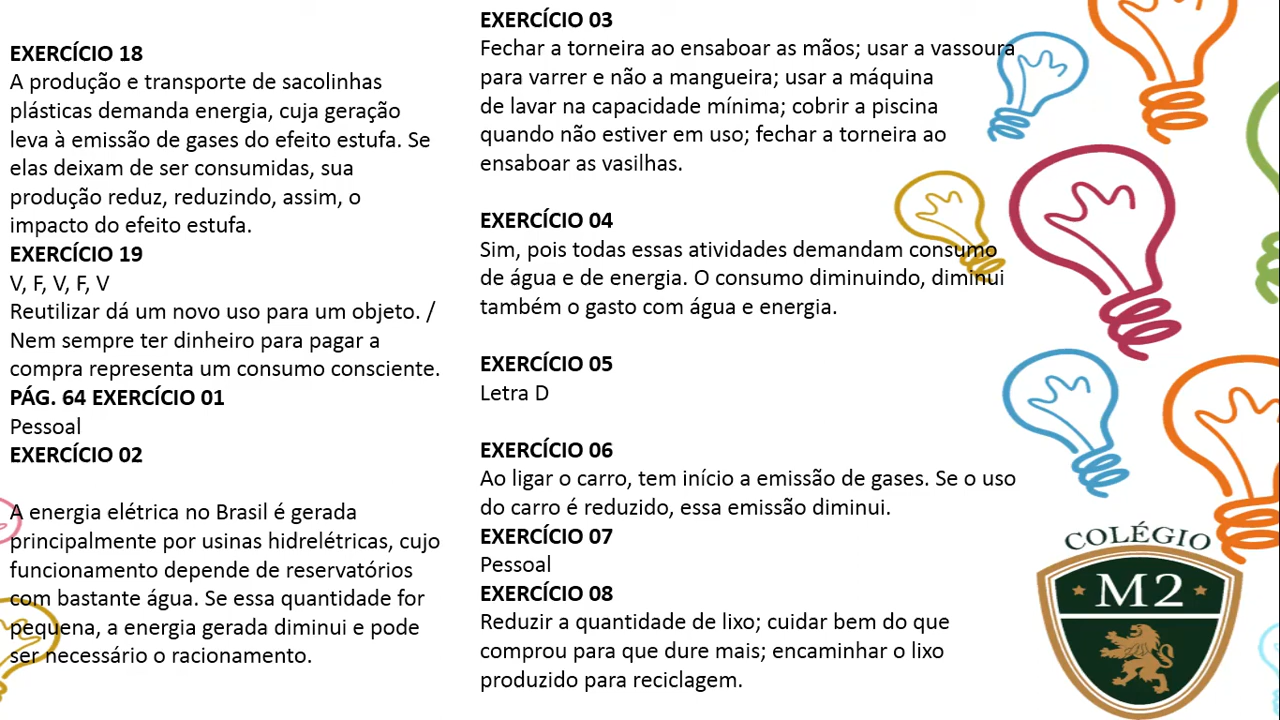 EXERCÍCIO 18
A produção e transporte de sacolinhas
plásticas demanda energia, cuja geração
leva à emissão de gases do efeito estufa. Se
elas deixam de ser consumidas, sua
produção reduz, reduzindo, assim, o
impacto do efeito estufa.
EXERCÍCIO 19
V, F, V, F, V
Reutilizar dá um novo uso para um objeto. /
Nem sempre ter dinheiro para pagar a
compra representa um consumo consciente.
PÁG. 64 EXERCÍCIO 01
Pessoal
EXERCÍCIO 02
A energia elétrica no Brasil é gerada
principalmente por usinas hidrelétricas, cujo
funcionamento depende de reservatórios
com bastante água. Se essa quantidade for
pequena, a energia gerada diminui e pode
ser necessário o racionamento.
EXERCÍCIO 03
Fechar a torneira ao ensaboar as mãos; usar a vassoura
para varrer e não a mangueira; usar a máquina
de lavar na capacidade mínima; cobrir a piscina
quando não estiver em uso; fechar a torneira ao
ensaboar as vasilhas.
EXERCÍCIO 04
Sim, pois todas essas atividades demandam consumo
de água e de energia. O consumo diminuindo, diminui
também o gasto com água e energia.
EXERCÍCIO 05
Letra D
EXERCÍCIO 06
Ao ligar o carro, tem início a emissão de gases. Se o uso
do carro é reduzido, essa emissão diminui.
EXERCÍCIO 07
Pessoal
EXERCÍCIO 08
Reduzir a quantidade de lixo; cuidar bem do que
comprou para que dure mais; encaminhar o lixo
produzido para reciclagem.
COLÉGIO
M2